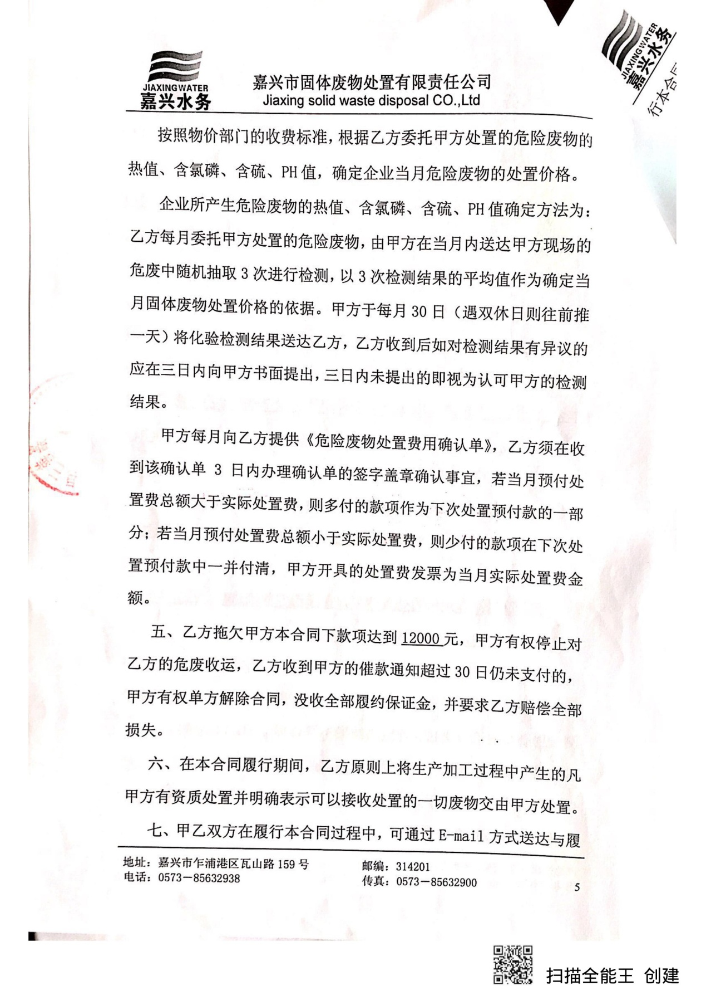 JIAXING WATER
嘉兴水务
嘉兴市固体废物处置有限责任公司
Jiaxing solid waste disposal CO.,Ltd
JIAXING WATER
嘉兴水务
行本合
按照物价部门的收费标准，根据乙方委托甲方处置的危险废物的
热值、含氯磷、含硫、PH值，确定企业当月危险废物的处置价格。
企业所产生危险废物的热值、含氯磷、含硫、PH值确定方法为：
乙方每月委托甲方处置的危险废物，由甲方在当月内送达甲方现场的
危废中随机抽取3次进行检测，以3次检测结果的平均值作为确定当
月固体废物处置价格的依据。甲方于每月30日（遇双休日则往前推
一天）将化验检测结果送达乙方，乙方收到后如对检测结果有异议的
应在三日内向甲方书面提出，三日内未提出的即视为认可甲方的检测
结果。
甲方每月向乙方提供《危险废物处置费用确认单》，乙方须在收
到该确认单 3 日内办理确认单的签字盖章确认事宜，若当月预付处
置费总额大于实际处置费，则多付的款项作为下次处置预付款的一部
分；若当月预付处置费总额小于实际处置费，则少付的款项在下次处
置预付款中一并付清，甲方开具的处置费发票为当月实际处置费金
额。
五、乙方拖欠甲方本合同下款项达到12000元，甲方有权停止对
乙方的危废收运，乙方收到甲方的催款通知超过30日仍未支付的，
甲方有权单方解除合同，没收全部履约保证金，并要求乙方赔偿全部
损失。
六、在本合同履行期间，乙方原则上将生产加工过程中产生的凡
甲方有资质处置并明确表示可以接收处置的一切废物交由甲方处置。
七、甲乙双方在履行本合同过程中，可通过E-mail方式送达与履
地址：嘉兴市乍浦港区瓦山路159号 邮编：314201
电话：0573－85632938 传真：0573－85632900
5
扫描全能王 创建